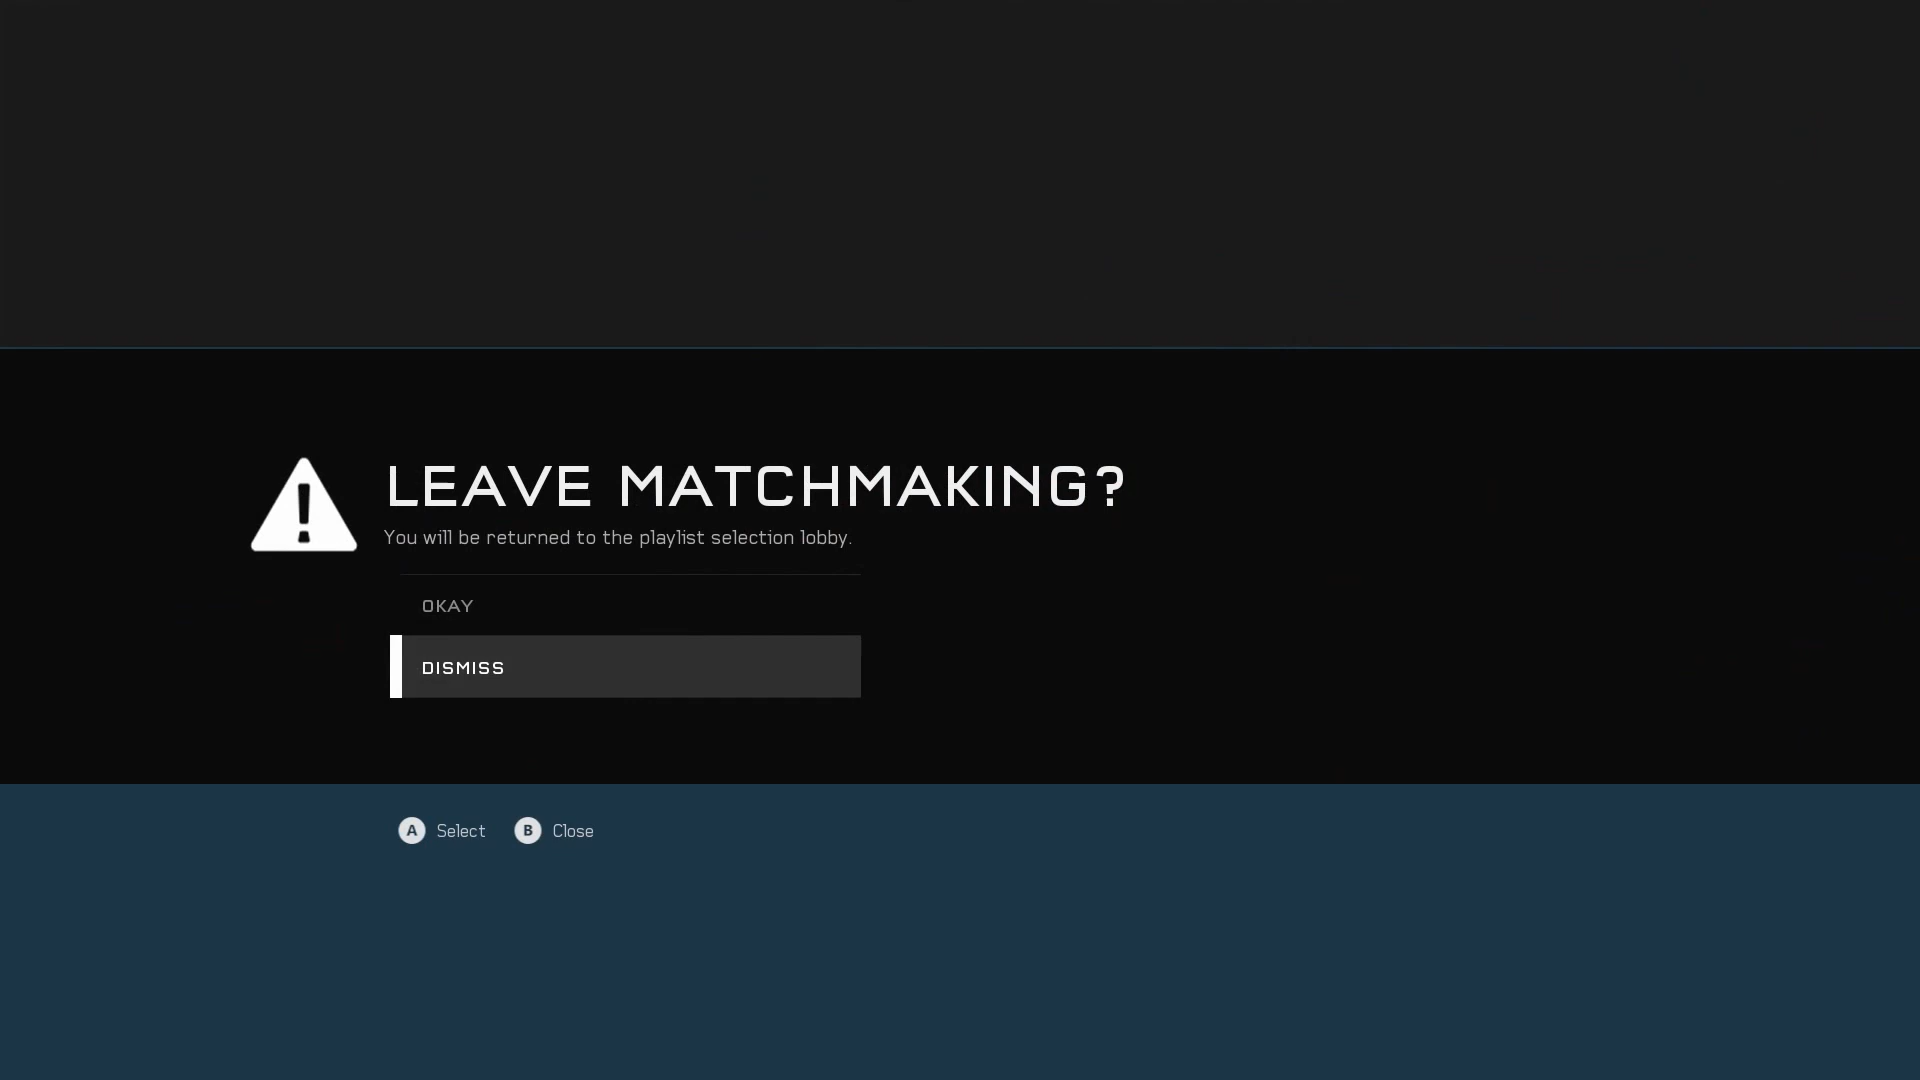 LEAVE MATCHMAKING?
You will be returned to the playlist selection lobby.
OKAY
DISMISS
A Select B Close